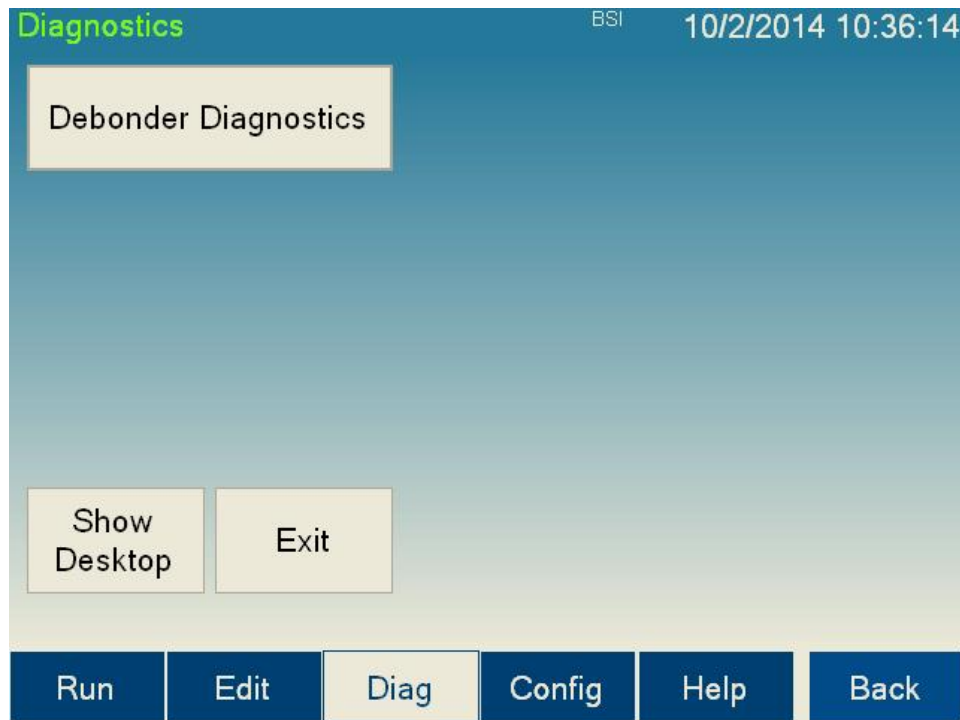 Diagnostics BSI 10/2/2014 10:36:14
Debonder Diagnostics
Show
Desktop
Exit
Run Edit Diag Config Help Back